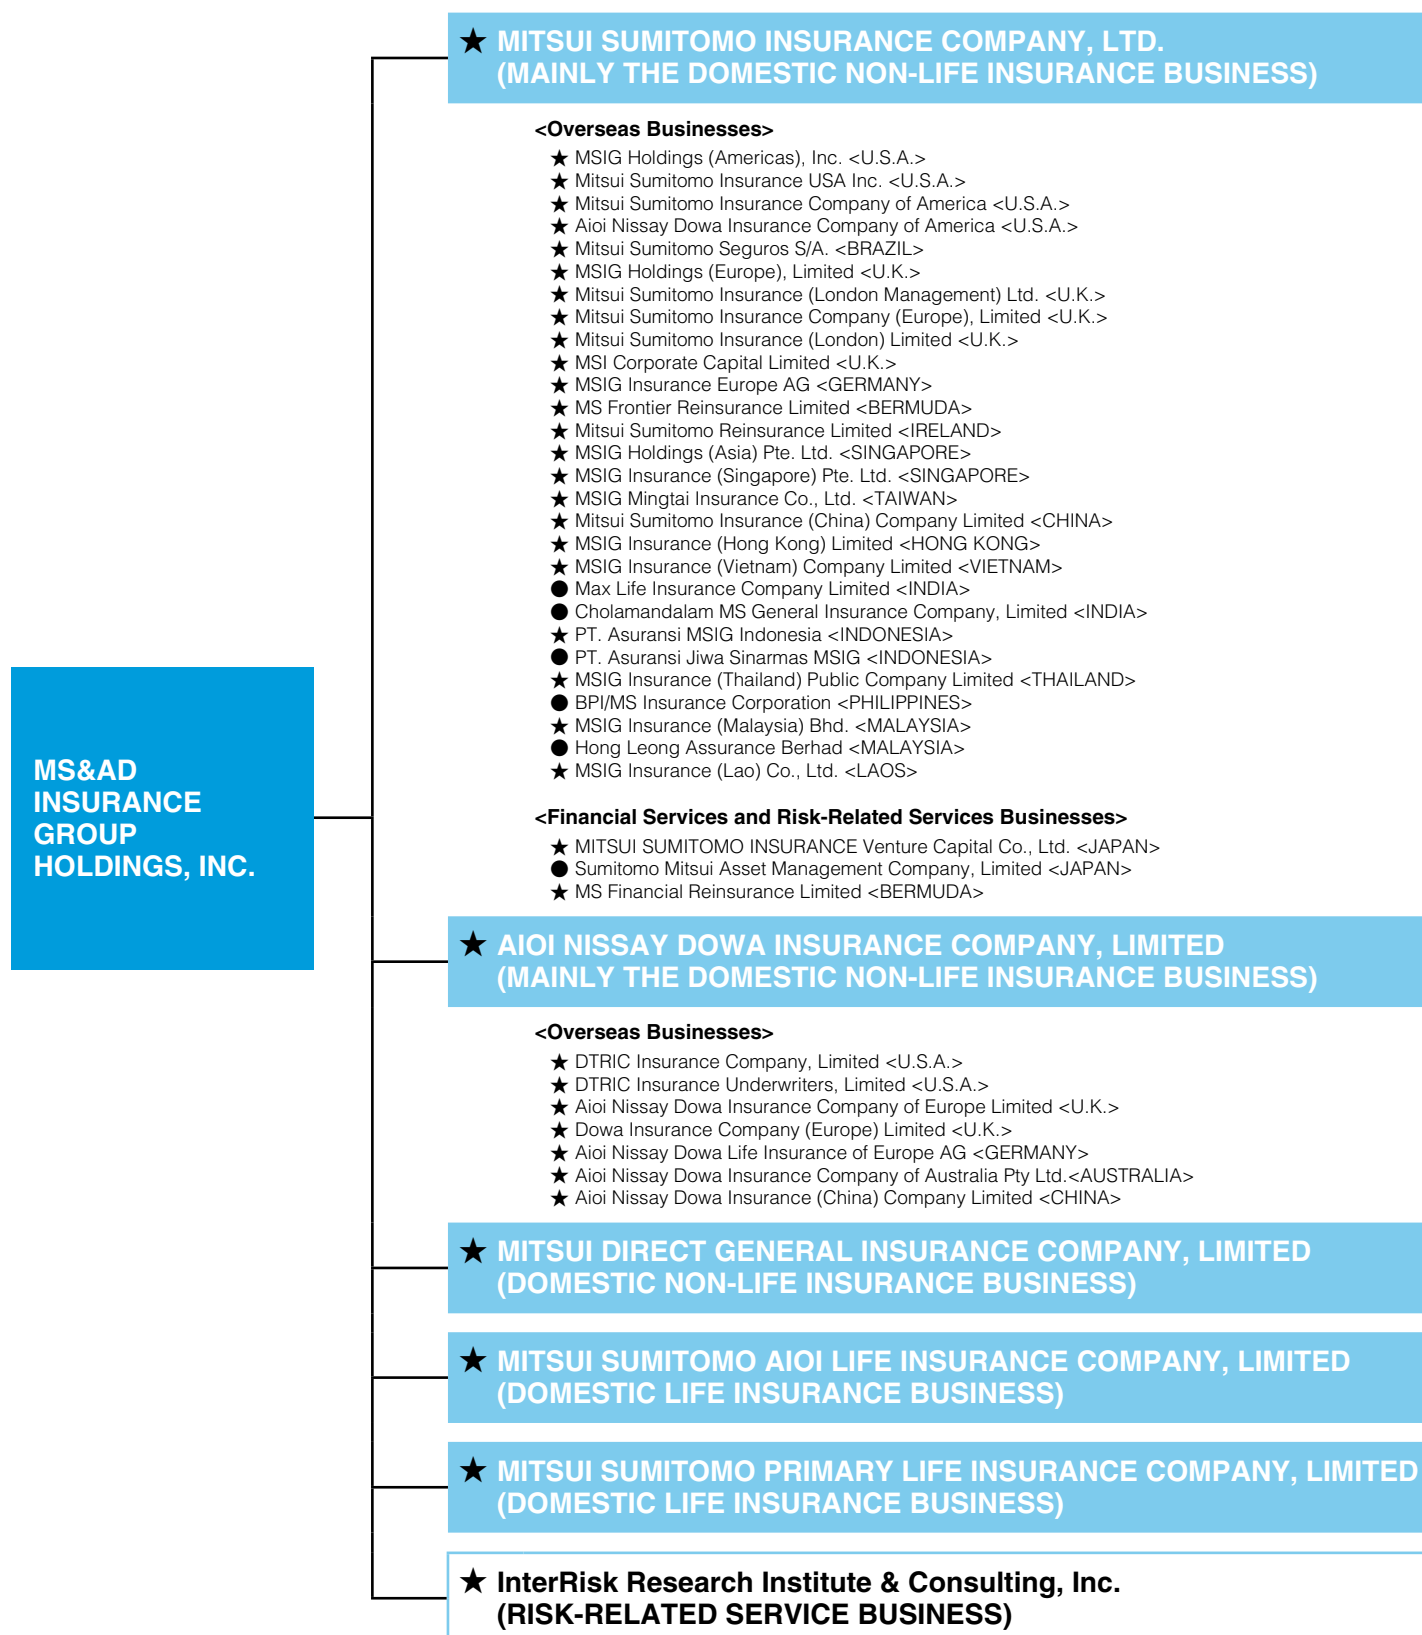 MS&AD
INSURANCE
GROUP
HOLDINGS, INC.
★ MITSUI SUMITOMO INSURANCE COMPANY, LTD.
(MAINLY THE DOMESTIC NON-LIFE INSURANCE BUSINESS)
<Overseas Businesses>
★ MSIG Holdings (Americas), Inc. <U.S.A.>
★ Mitsui Sumitomo Insurance USA Inc. <U.S.A.>
★ Mitsui Sumitomo Insurance Company of America <U.S.A.>
★ Aioi Nissay Dowa Insurance Company of America <U.S.A.>
★ Mitsui Sumitomo Seguros S/A. <BRAZIL>
★ MSIG Holdings (Europe), Limited <U.K.>
★ Mitsui Sumitomo Insurance (London Management) Ltd. <U.K.>
★ Mitsui Sumitomo Insurance Company (Europe), Limited <U.K.>
★ Mitsui Sumitomo Insurance (London) Limited <U.K.>
★ MSI Corporate Capital Limited <U.K.>
★ MSIG Insurance Europe AG <GERMANY>
★ MS Frontier Reinsurance Limited <BERMUDA>
★ Mitsui Sumitomo Reinsurance Limited <IRELAND>
★ MSIG Holdings (Asia) Pte. Ltd. <SINGAPORE>
★ MSIG Insurance (Singapore) Pte. Ltd. <SINGAPORE>
★ MSIG Mingtai Insurance Co., Ltd. <TAIWAN>
★ Mitsui Sumitomo Insurance (China) Company Limited <CHINA>
★ MSIG Insurance (Hong Kong) Limited <HONG KONG>
★ MSIG Insurance (Vietnam) Company Limited <VIETNAM>
● Max Life Insurance Company Limited <INDIA>
● Cholamandalam MS General Insurance Company, Limited <INDIA>
★ PT. Asuransi MSIG Indonesia <INDONESIA>
● PT. Asuransi Jiwa Sinarmas MSIG <INDONESIA>
★ MSIG Insurance (Thailand) Public Company Limited <THAILAND>
● BPI/MS Insurance Corporation <PHILIPPINES>
★ MSIG Insurance (Malaysia) Bhd. <MALAYSIA>
● Hong Leong Assurance Berhad <MALAYSIA>
★ MSIG Insurance (Lao) Co., Ltd. <LAOS>
<Financial Services and Risk-Related Services Businesses>
★ MITSUI SUMITOMO INSURANCE Venture Capital Co., Ltd. <JAPAN>
● Sumitomo Mitsui Asset Management Company, Limited <JAPAN>
★ MS Financial Reinsurance Limited <BERMUDA>
★ AIOI NISSAY DOWA INSURANCE COMPANY, LIMITED
(MAINLY THE DOMESTIC NON-LIFE INSURANCE BUSINESS)
<Overseas Businesses>
★ DTRIC Insurance Company, Limited <U.S.A.>
★ DTRIC Insurance Underwriters, Limited <U.S.A.>
★ Aioi Nissay Dowa Insurance Company of Europe Limited <U.K.>
★ Dowa Insurance Company (Europe) Limited <U.K.>
★ Aioi Nissay Dowa Life Insurance of Europe AG <GERMANY>
★ Aioi Nissay Dowa Insurance Company of Australia Pty Ltd.<AUSTRALIA>
★ Aioi Nissay Dowa Insurance (China) Company Limited <CHINA>
★ MITSUI DIRECT GENERAL INSURANCE COMPANY, LIMITED
(DOMESTIC NON-LIFE INSURANCE BUSINESS)
★ MITSUI SUMITOMO AIOI LIFE INSURANCE COMPANY, LIMITED
(DOMESTIC LIFE INSURANCE BUSINESS)
★ MITSUI SUMITOMO PRIMARY LIFE INSURANCE COMPANY, LIMITED
(DOMESTIC LIFE INSURANCE BUSINESS)
★ InterRisk Research Institute & Consulting, Inc.
(RISK-RELATED SERVICE BUSINESS)